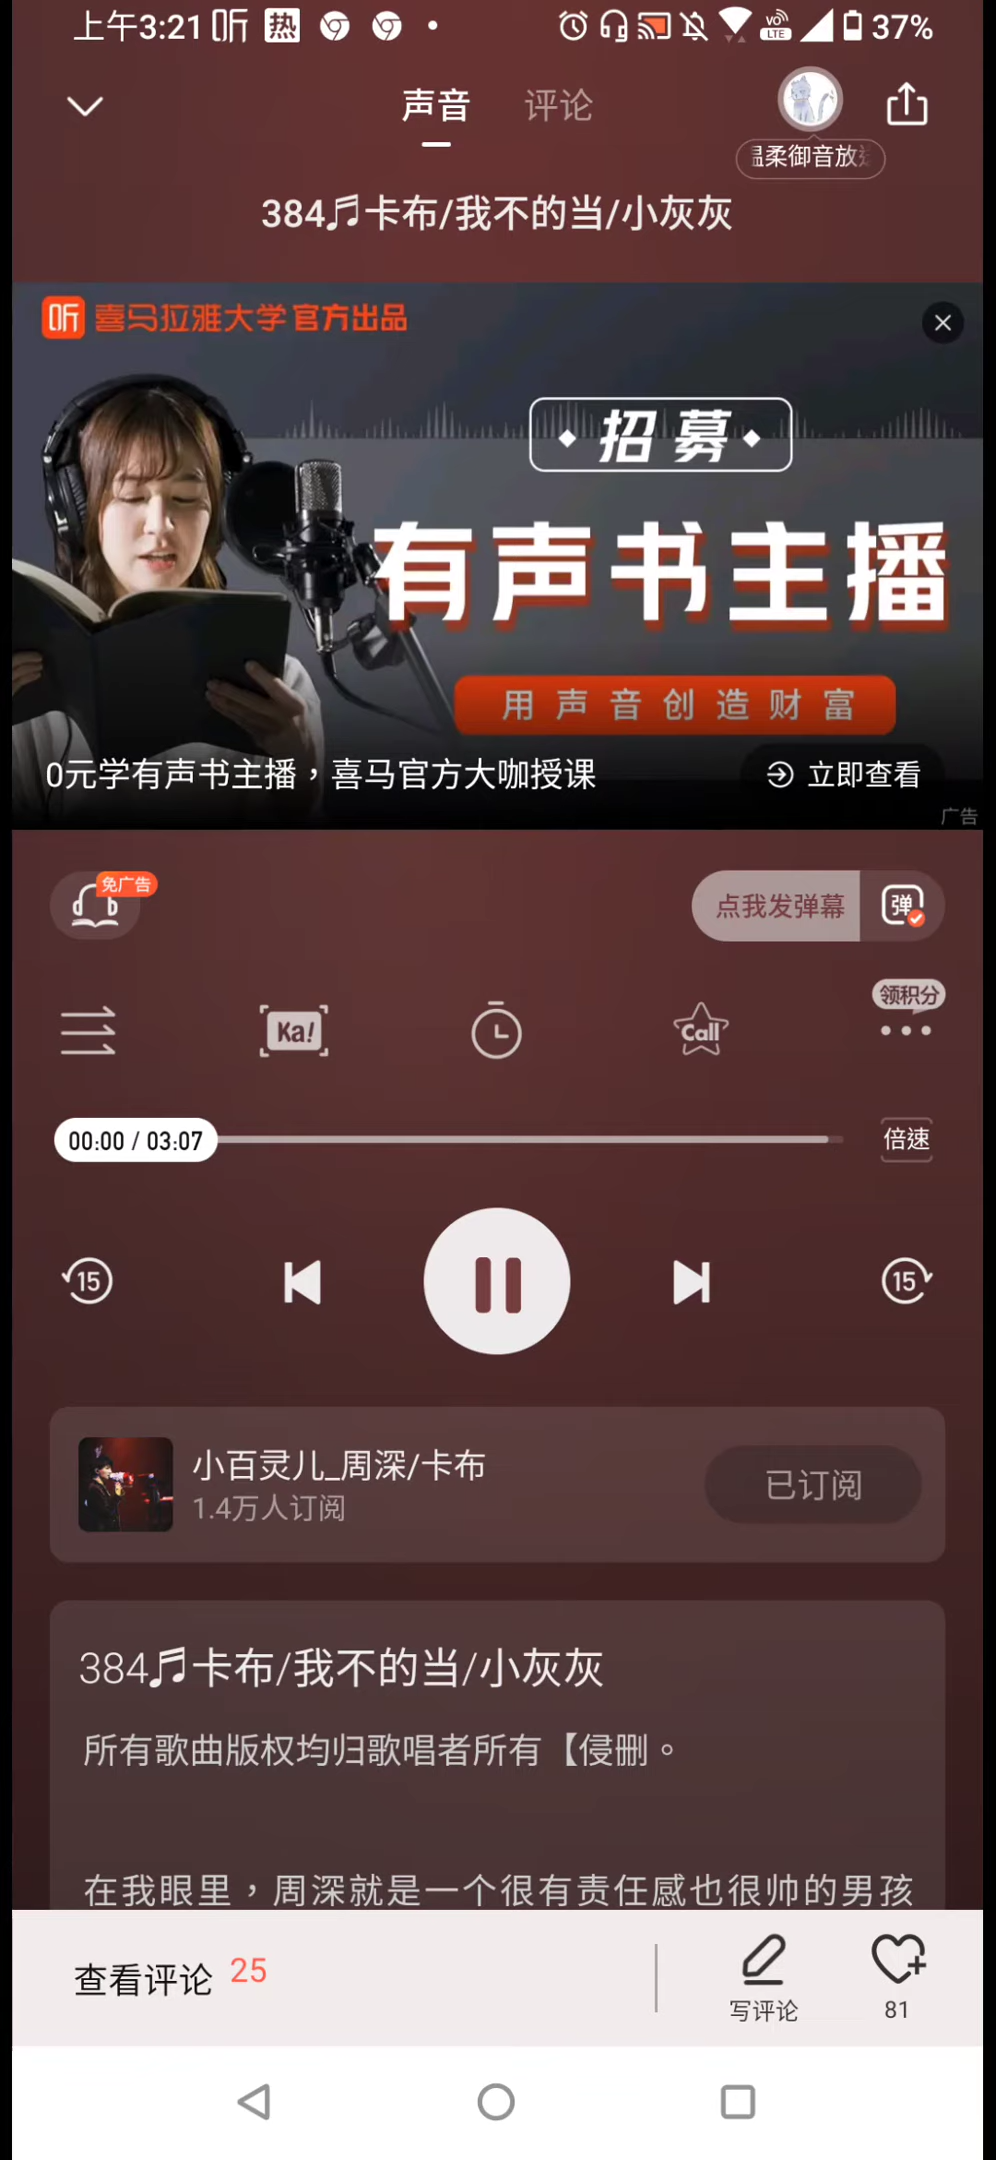 上午3:21 听 热
VO LTE 37%
声音 评论
温柔御音放
384🎵卡布/我不的当/小灰灰
听 喜马拉雅大学官方出品
招募
有声书主播
用声音创造财富
0元学有声书主播，喜马官方大咖授课 立即查看
广告
免广告
点我发弹幕 弹
领积分
Ka! Call
00:00 / 03:07 倍速
15 15
小百灵儿_周深/卡布
1.4万人订阅
已订阅
384🎵卡布/我不的当/小灰灰
所有歌曲版权均归歌唱者所有【侵删。
在我眼里，周深就是一个很有责任感也很帅的男孩
查看评论 25
写评论 81